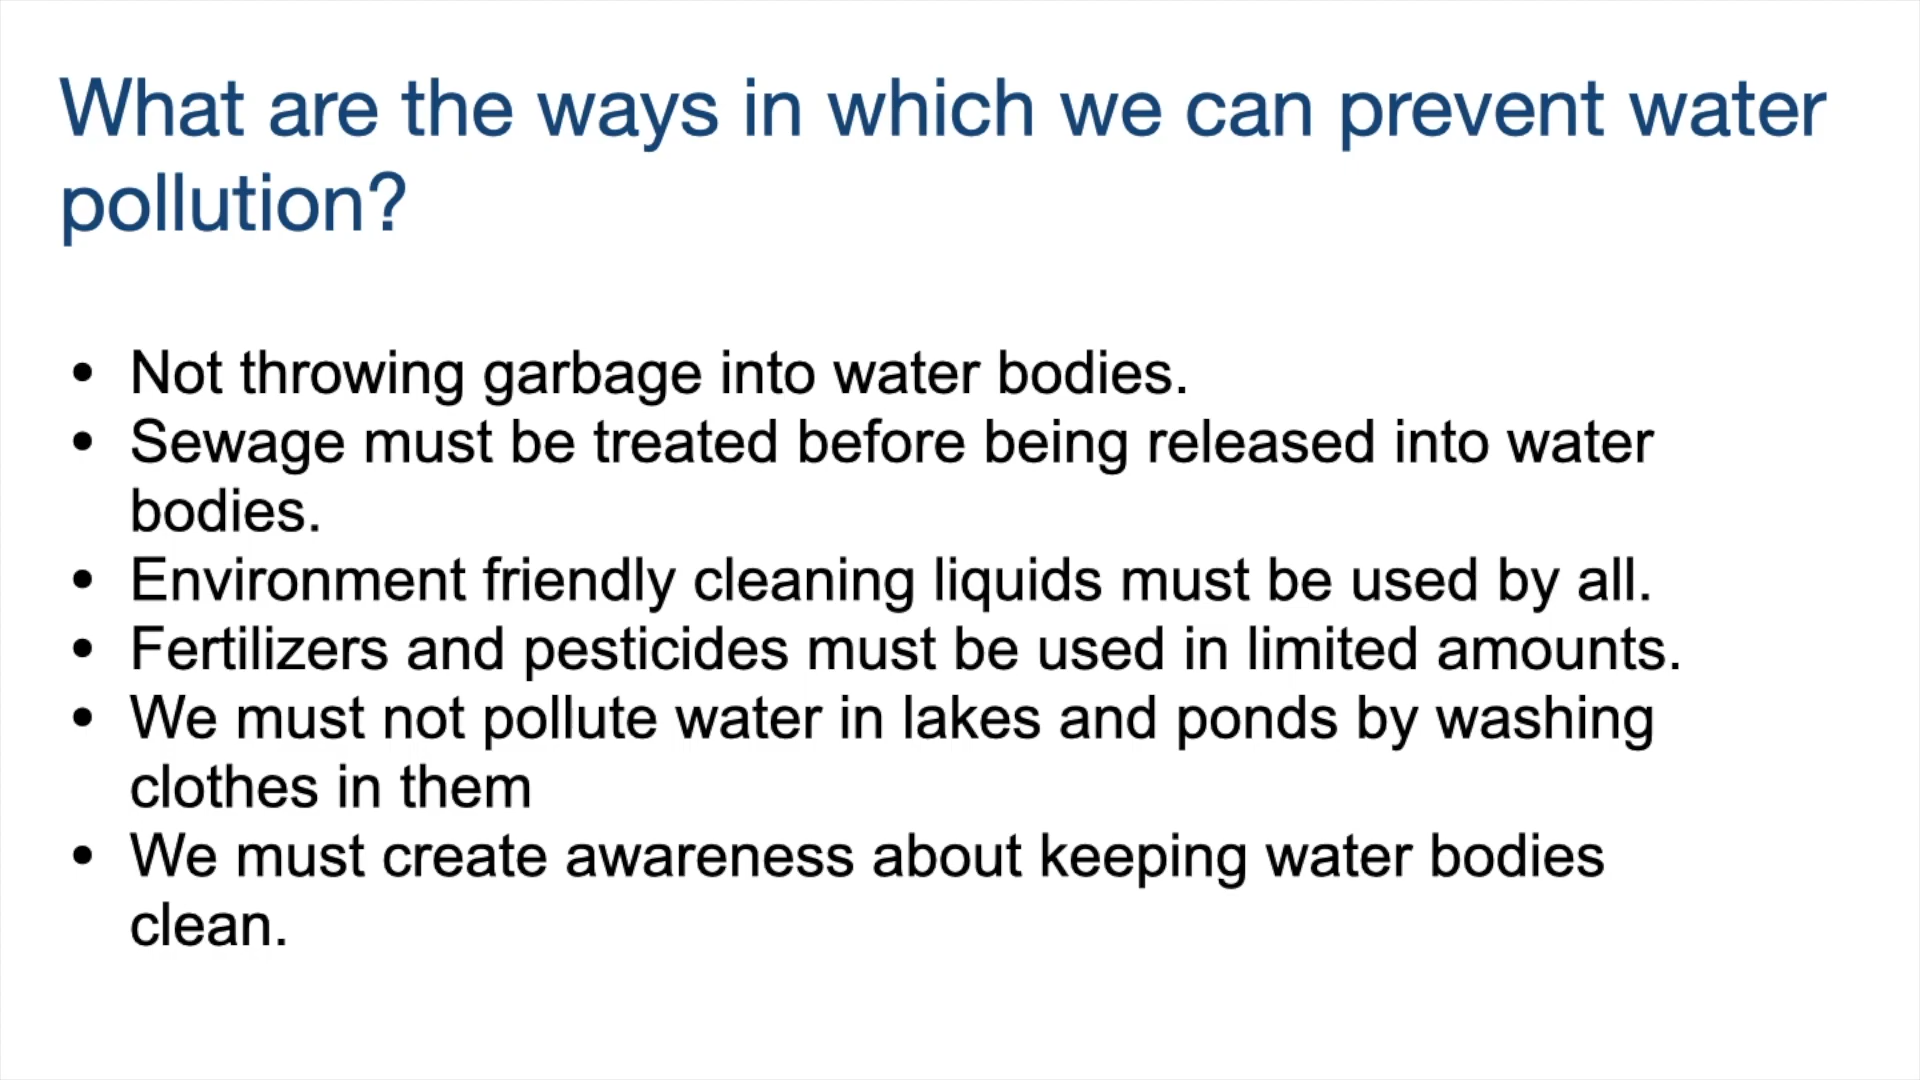 What are the ways in which we can prevent water
pollution?
• Not throwing garbage into water bodies.
• Sewage must be treated before being released into water
bodies.
• Environment friendly cleaning liquids must be used by all.
• Fertilizers and pesticides must be used in limited amounts.
• We must not pollute water in lakes and ponds by washing
clothes in them
• We must create awareness about keeping water bodies
clean.